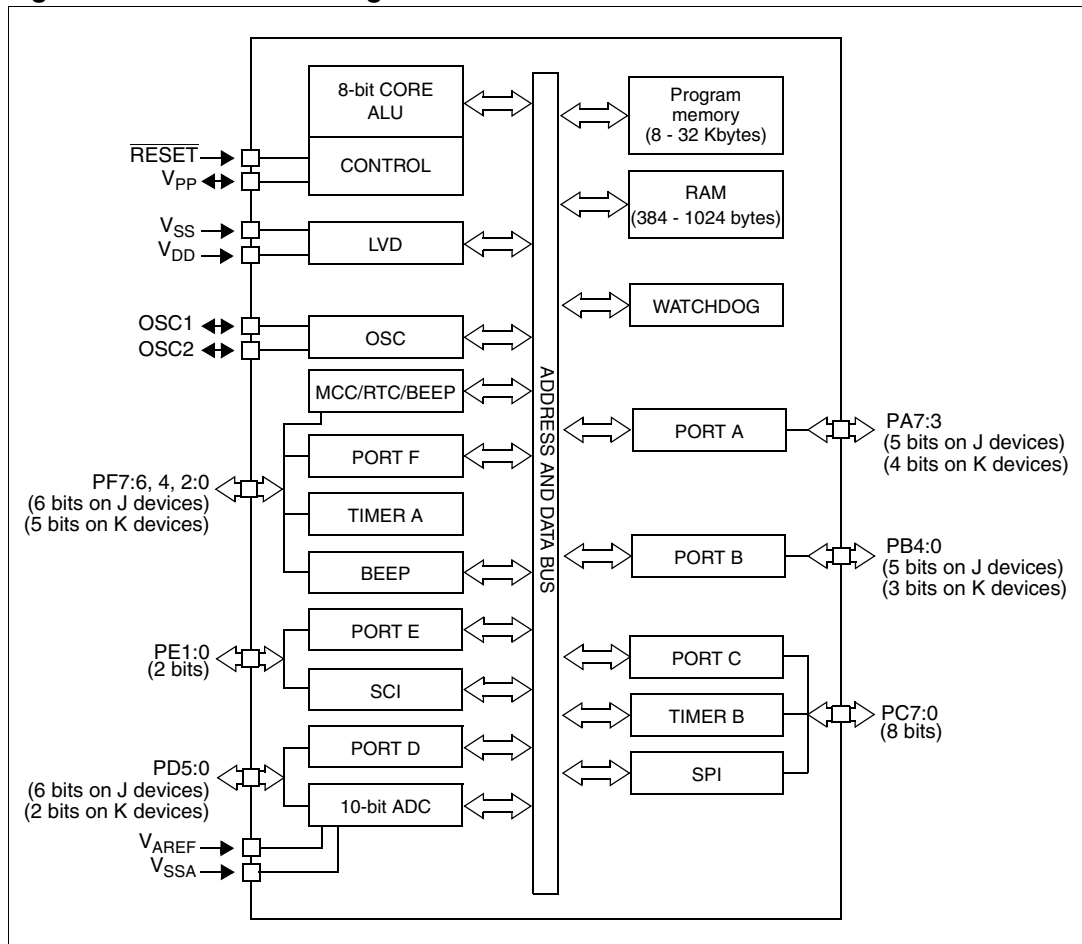 8-bit CORE
ALU
CONTROL
RESET
VPP
VSS
VDD
LVD
OSC1
OSC2
OSC
MCC/RTC/BEEP
PORT F
PF7:6, 4, 2:0
(6 bits on J devices)
(5 bits on K devices)
TIMER A
BEEP
PORT E
PE1:0
(2 bits)
SCI
PORT D
PD5:0
(6 bits on J devices)
(2 bits on K devices)
10-bit ADC
VAREF
VSSA
ADDRESS AND DATA BUS
Program
memory
(8 - 32 Kbytes)
RAM
(384 - 1024 bytes)
WATCHDOG
PORT A
PA7:3
(5 bits on J devices)
(4 bits on K devices)
PORT B
PB4:0
(5 bits on J devices)
(3 bits on K devices)
PORT C
TIMER B
PC7:0
(8 bits)
SPI